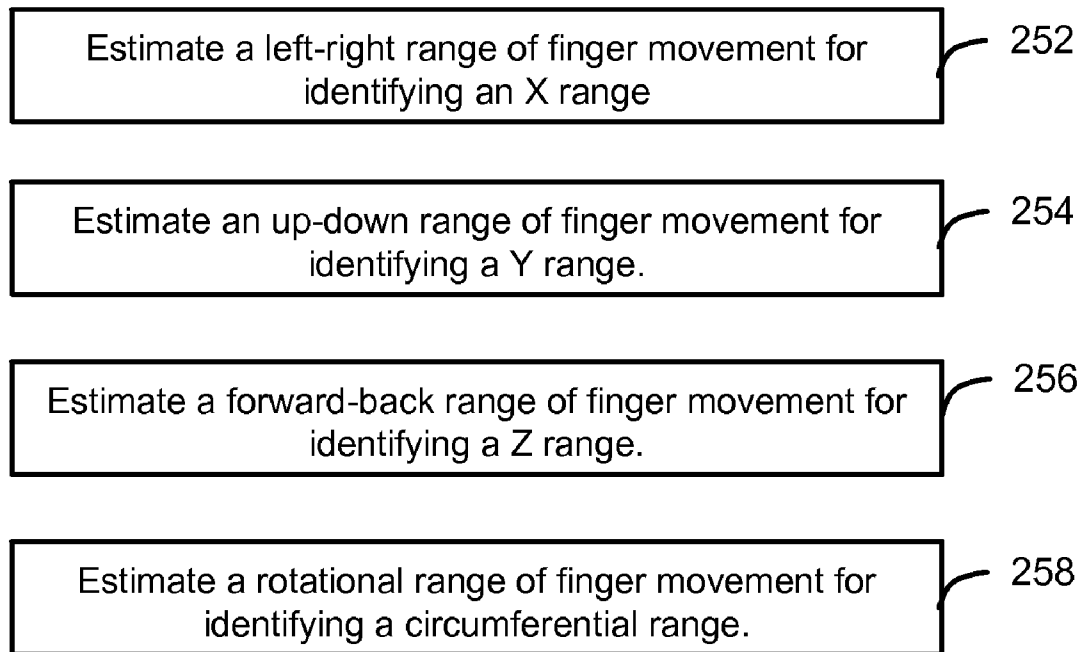 Estimate a left-right range of finger movement for
identifying an X range
252
Estimate an up-down range of finger movement for
identifying a Y range.
254
Estimate a forward-back range of finger movement for
identifying a Z range.
256
Estimate a rotational range of finger movement for
identifying a circumferential range.
258